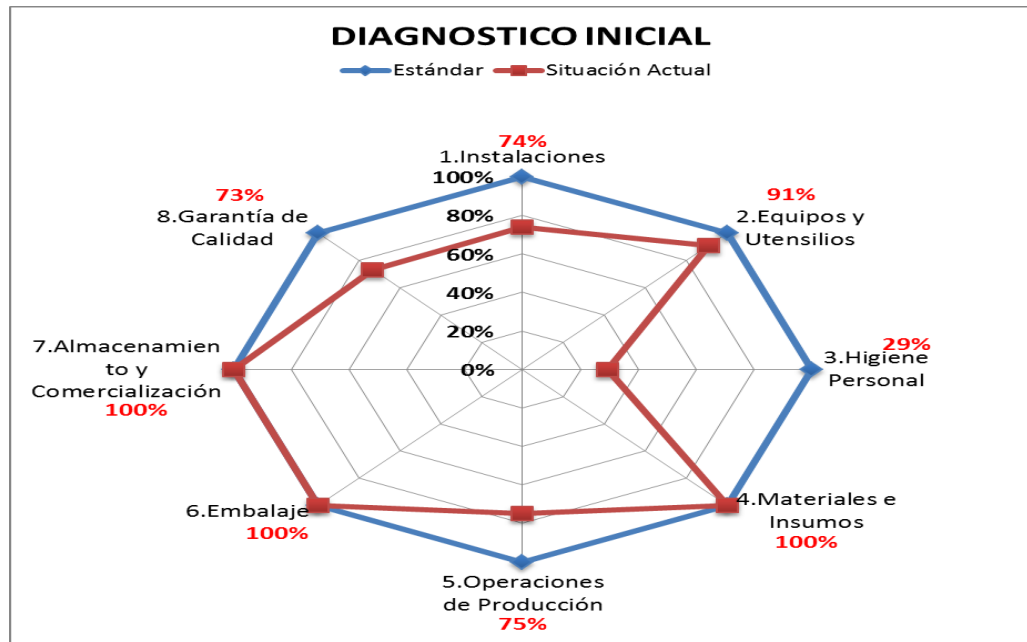 DIAGNOSTICO INICIAL
Estándar
Situación Actual
74%
1.Instalaciones
100%
80%
60%
40%
20%
0%
91%
2.Equipos y
Utensilios
29%
3.Higiene
Personal
4.Materiales e
Insumos
100%
5.Operaciones
de Producción
75%
6.Embalaje
100%
7.Almacenamien
to y
Comercialización
100%
73%
8.Garantía de
Calidad